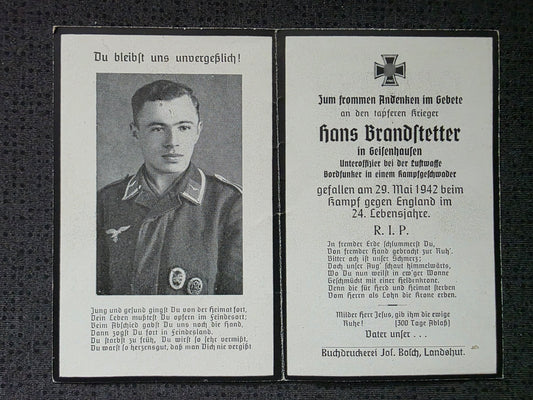 Du bleibst uns unvergeßlich!
Jung und gesund gingst Du von der Heimat fort,
Dein Leben mußtest Du opfern im Feindesort;
Beim Abschied gabst Du uns noch die Hand,
Dann zogst Du fort in Feindesland.
Du starbst zu früh, Du wirst so sehr vermißt,
Du warst so herzensgut, daß man Dich nie vergißt
Zum frommen Andenken im Gebete
an den tapferen Krieger
Hans Brandstetter
in Geisenhausen
Unteroffizier bei der Luftwaffe
Bordfunker in einem Kampfgeschwader
gefallen am 29. Mai 1942 beim
Kampf gegen England im
24. Lebensjahre.
R. I. P.
In fremder Erde schlummerst Du,
Von fremder Hand gebracht zur Ruh'.
Bitter ach ist unser Schmerz;
Doch unser Aug' schaut himmelwärts,
Wo Du nun weilst in ew'ger Wonne
Geschmückt mit einer Heldenkrone.
Denn die für Herd und Heimat sterben
Vom Herrn als Lohn die Krone erben.
Milder Herr Jesus, gib ihm die ewige
Ruhe! (300 Tage Ablaß)
Vater unser . . .
Buchdruckerei Jos. Bosch, Landshut.